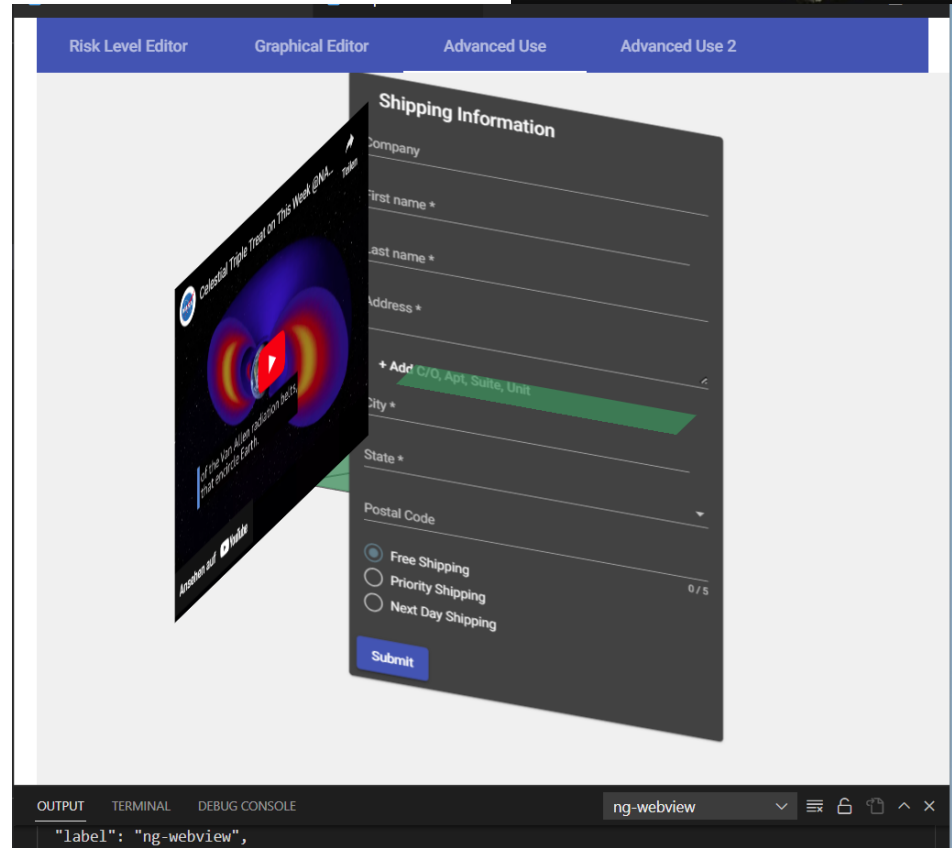 Risk Level Editor
Graphical Editor
Advanced Use
Advanced Use 2
Shipping Information
Company
First name *
Last name *
Address *
+ Add C/O, Apt, Suite, Unit
City *
State *
Postal Code
0 / 5
Free Shipping
Priority Shipping
Next Day Shipping
Submit
Celestial Triple Treat on This Week @NA...
Teilen
of the Van Allen radiation belts,
that encircle Earth.
Ansehen auf YouTube
OUTPUT
TERMINAL
DEBUG CONSOLE
ng-webview
"label": "ng-webview",